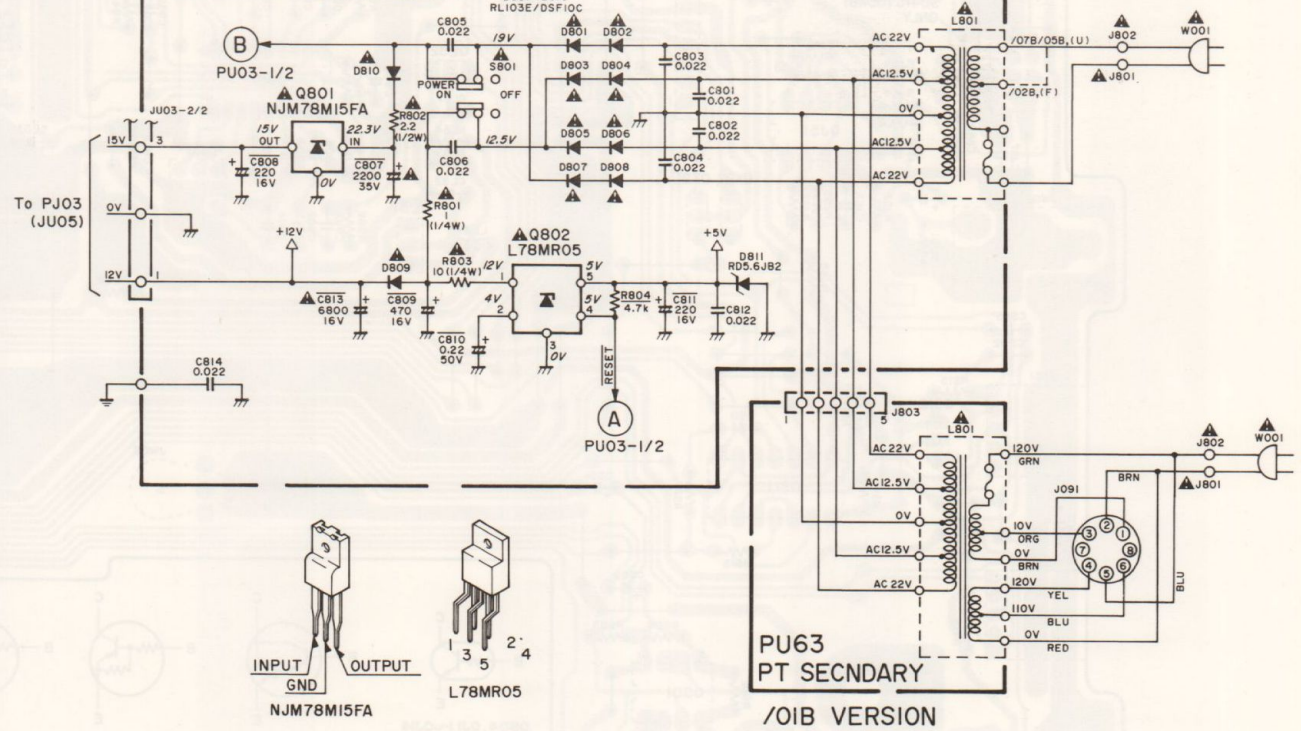 RL103E/DSF10C
C805
0.022
19V
D801
D802
B
PU03-1/2
D810
S801
POWER
ON
OFF
D803
D804
C803
0.022
C801
0.022
AC 22V
AC12.5V
0V
AC12.5V
AC 22V
L801
/07B/05B,(U)
/02B,(F)
J802
J801
W001
Q801
NJM78M15FA
JU03-2/2
15V
3
15V
OUT
22.3V
IN
0V
R802
2.2
(1/2W)
C808
220
16V
C807
2200
35V
C806
0.022
12.5V
D805
D806
C802
0.022
D807
D808
C804
0.022
To PJ03
(JU05)
0V
12V
1
+12V
R801
1
(1/4W)
D809
R803
10(1/4W)
Q802
L78MR05
12V
1
4V
2
5V
5
5V
4
3
0V
+5V
D811
RD5.6JB2
R804
4.7k
C811
220
16V
C812
0.022
C813
6800
16V
C809
470
16V
C810
0.22
50V
RESET
A
PU03-1/2
C814
0.022
1
5
J803
L801
AC 22V
AC12.5V
0V
AC12.5V
AC 22V
120V
GRN
10V
ORG
0V
BRN
120V
YEL
110V
BLU
0V
RED
J091
BRN
BLU
2
3
1
7
8
4
5
6
J802
J801
W001
INPUT
GND
OUTPUT
NJM78M15FA
1
3
5
2
4
L78MR05
PU63
PT SECNDARY
/01B VERSION